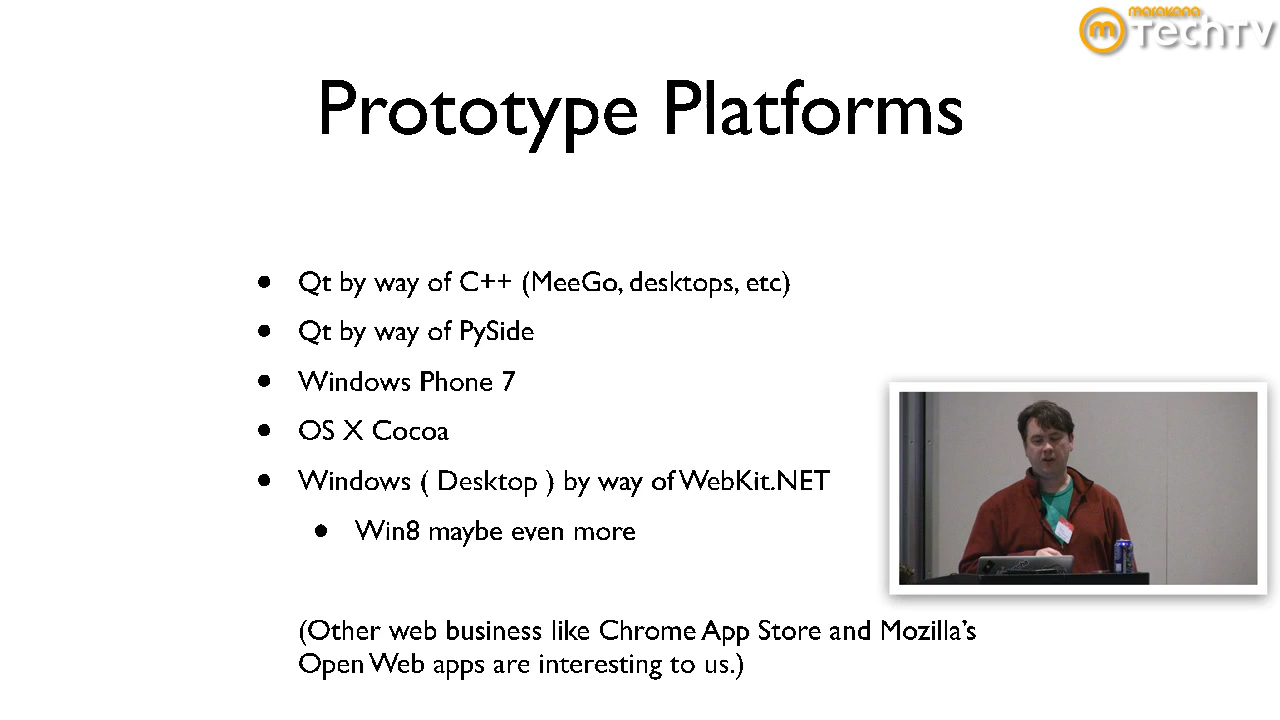 marakana
m TechTV
Prototype Platforms
• Qt by way of C++ (MeeGo, desktops, etc)
• Qt by way of PySide
• Windows Phone 7
• OS X Cocoa
• Windows ( Desktop ) by way of WebKit.NET
• Win8 maybe even more
(Other web business like Chrome App Store and Mozilla's
Open Web apps are interesting to us.)